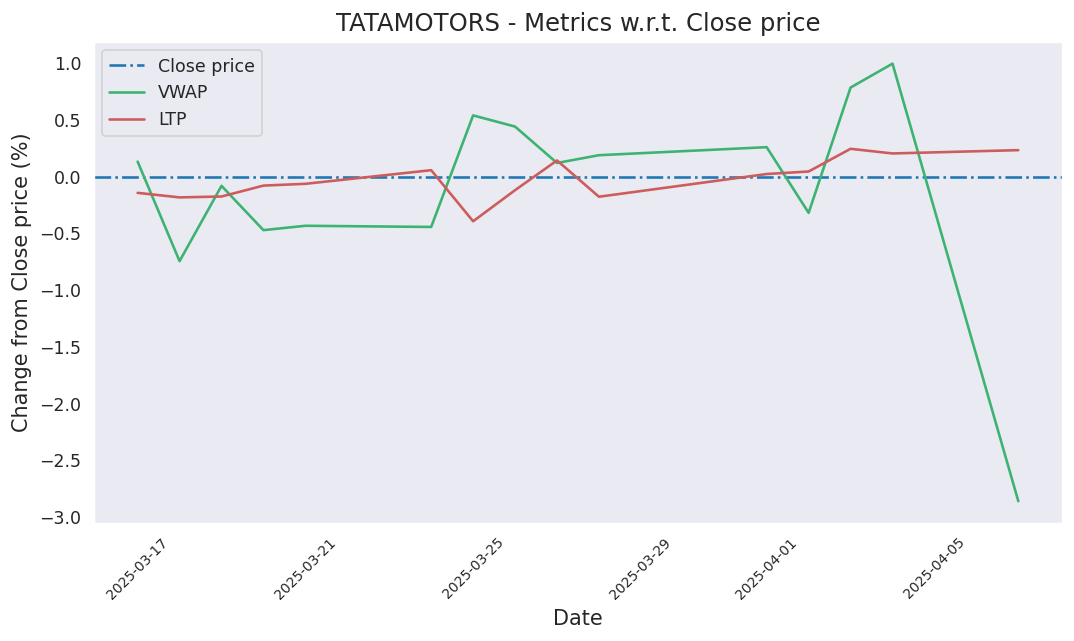 TATAMOTORS - Metrics w.r.t. Close price
Close price
VWAP
LTP
Change from Close price (%)
1.0
0.5
0.0
−0.5
−1.0
−1.5
−2.0
−2.5
−3.0
2025-03-17
2025-03-21
2025-03-25
2025-03-29
2025-04-01
2025-04-05
Date